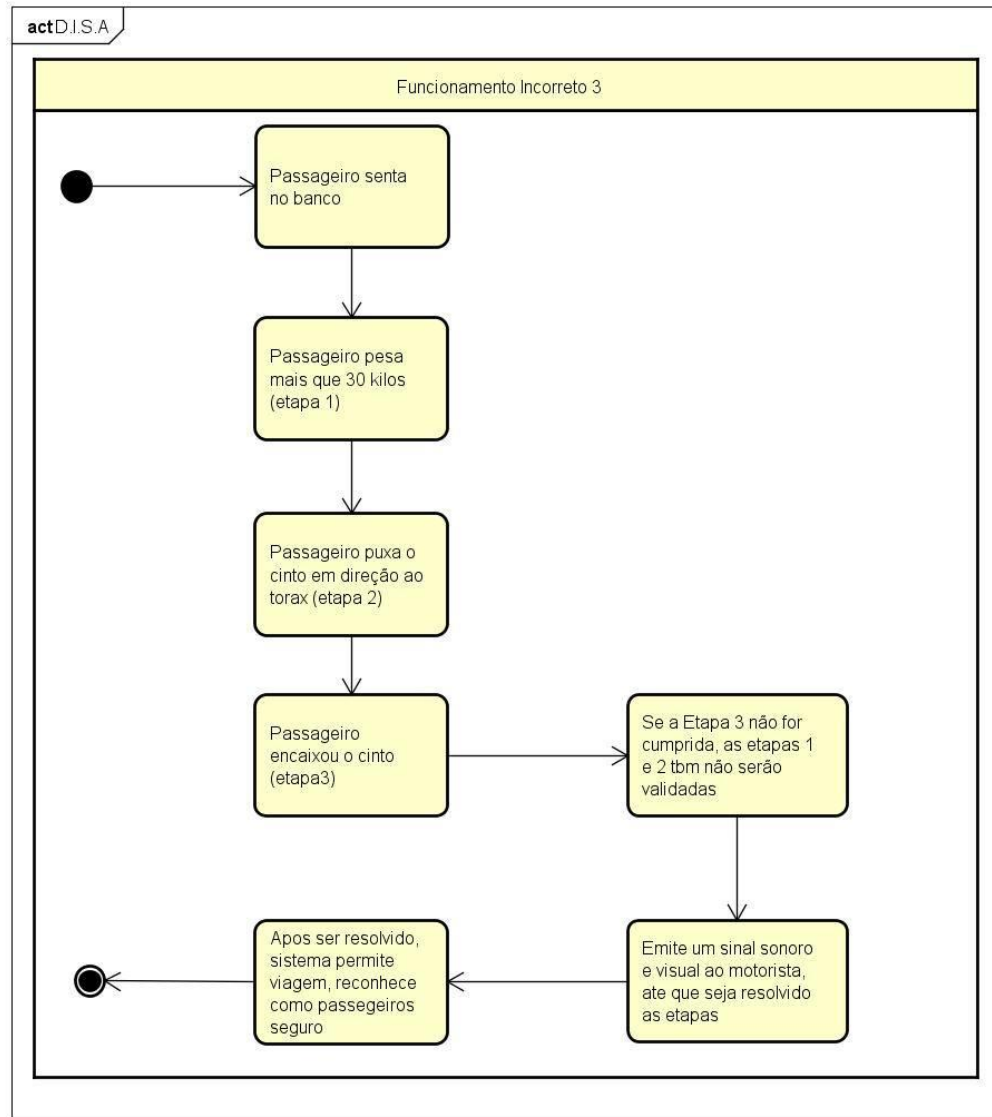 act D.I.S.A
Funcionamento Incorreto 3
Passageiro senta
no banco
Passageiro pesa
mais que 30 kilos
(etapa 1)
Passageiro puxa o
cinto em direção ao
torax (etapa 2)
Passageiro
encaixou o cinto
(etapa3)
Se a Etapa 3 não for
cumprida, as etapas 1
e 2 tbm não serão
validadas
Emite um sinal sonoro
e visual ao motorista,
ate que seja resolvido
as etapas
Apos ser resolvido,
sistema permite
viagem, reconhece
como passegeiros
seguro